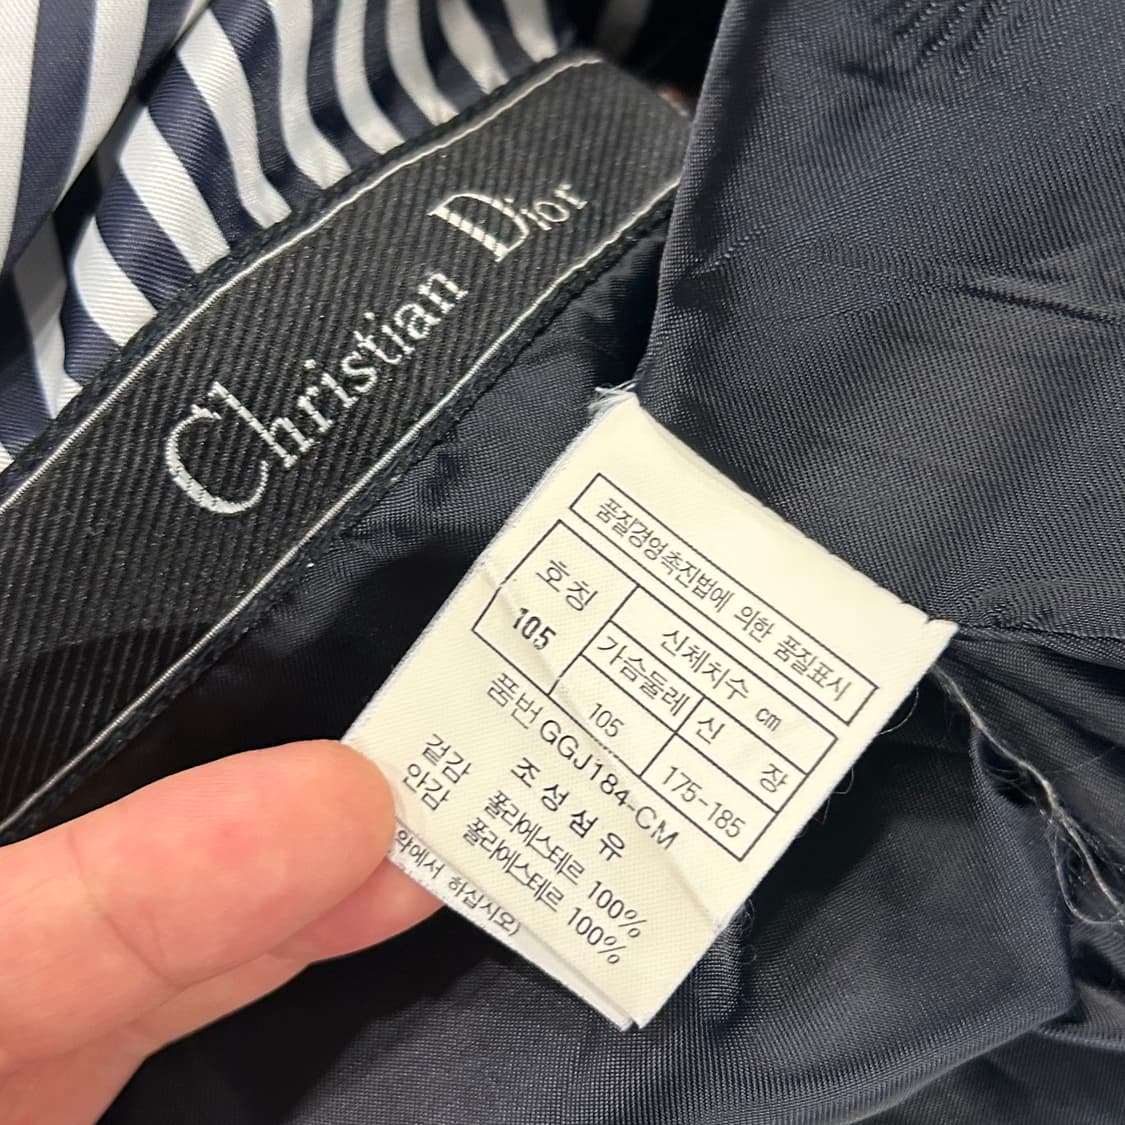 Christian Dior
품질경영촉진법에 의한 품질표시
호칭
105
신체치수 cm
가슴둘레 신 장
105 175-185
품번 GGJ184-CM
조성섬유
겉감 폴리에스테르 100%
안감 폴리에스테르 100%
하십시오)